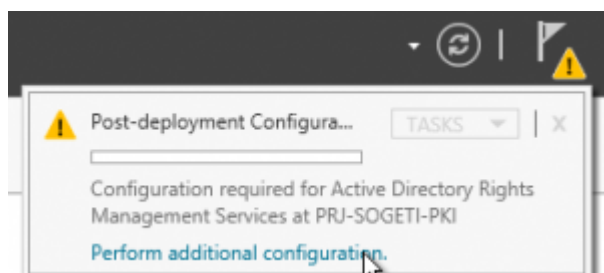 Post-deployment Configura...
TASKS
X
Configuration required for Active Directory Rights
Management Services at PRJ-SOGETI-PKI
Perform additional configuration.